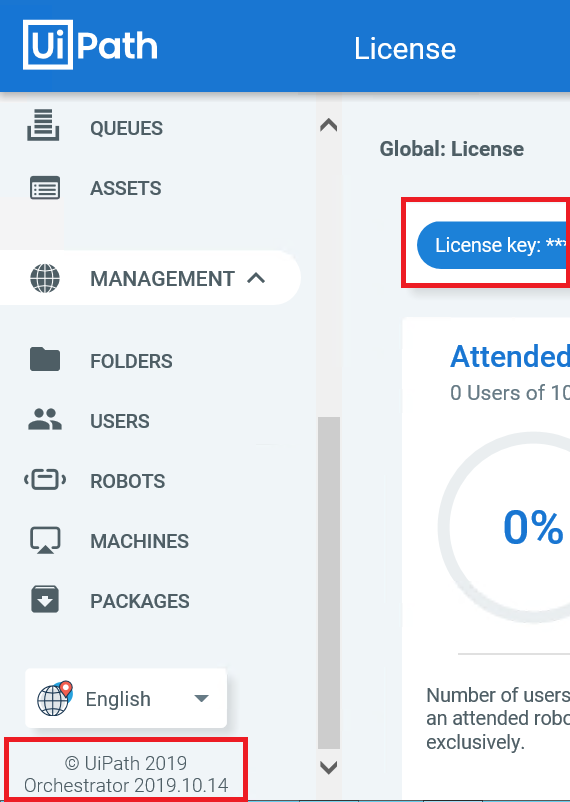 UiPath
License
QUEUES
ASSETS
MANAGEMENT
FOLDERS
USERS
ROBOTS
MACHINES
PACKAGES
English
© UiPath 2019
Orchestrator 2019.10.14
Global: License
License key: ***
Attended
0 Users of 10
0%
Number of users
an attended robo
exclusively.